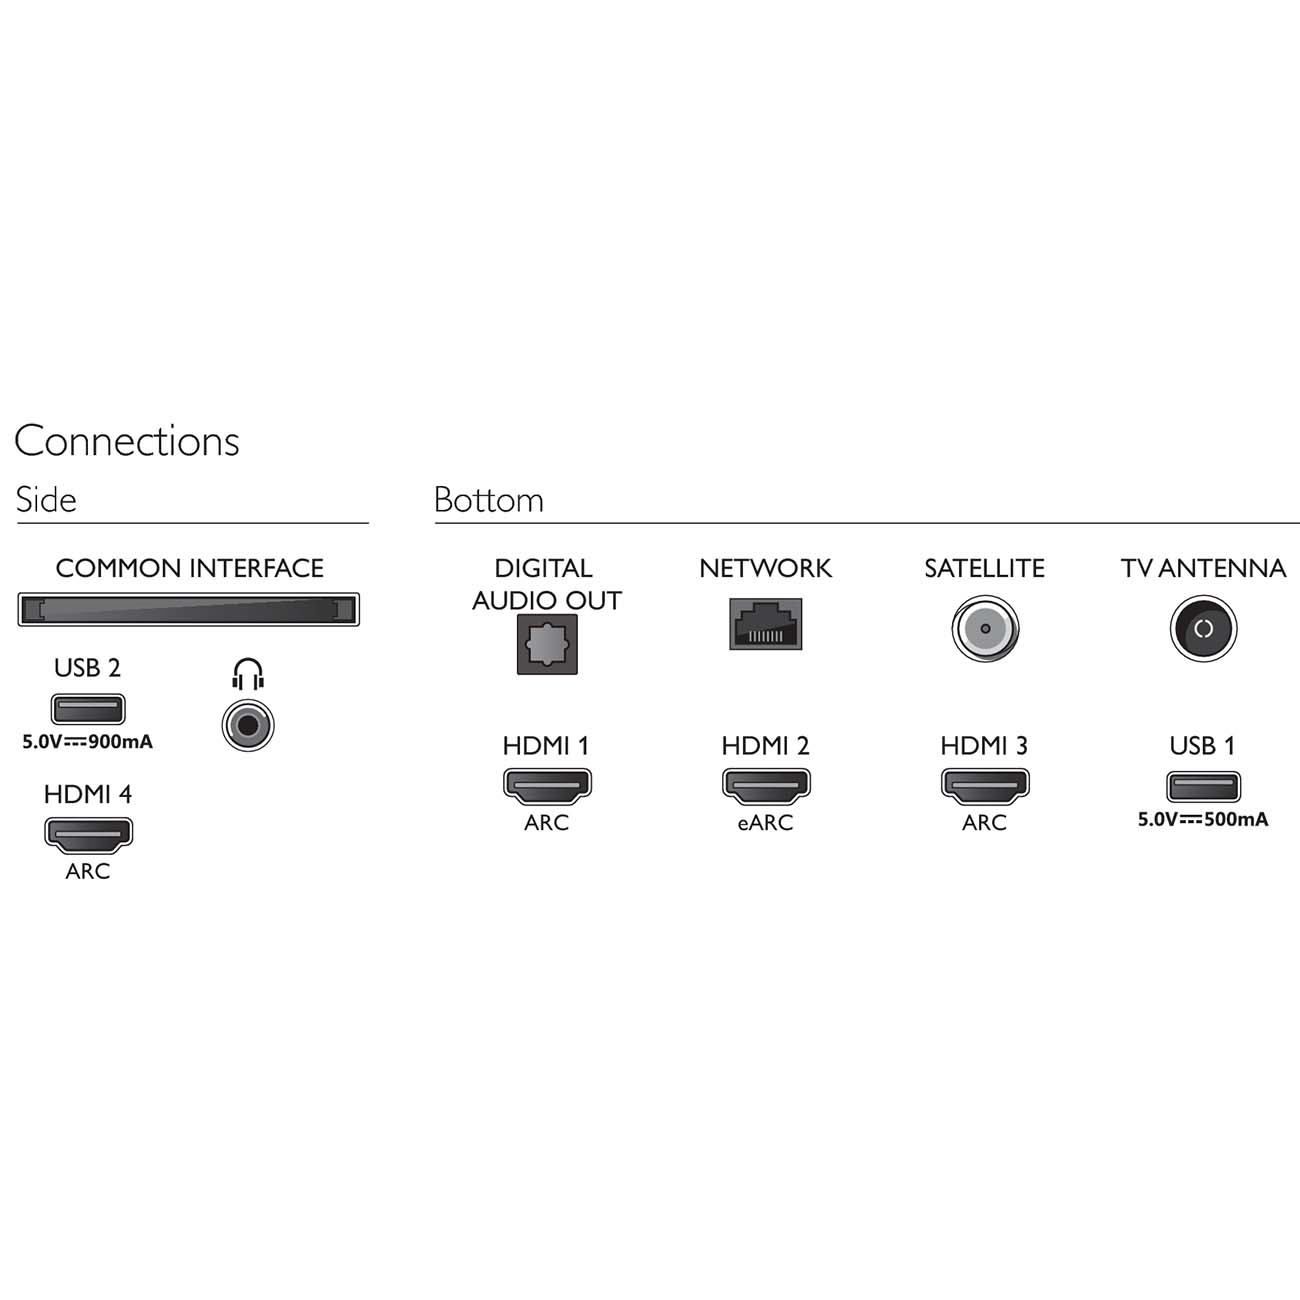 Connections
Side
COMMON INTERFACE
USB 2
5.0V⎓900mA
HDMI 4
ARC
Bottom
DIGITAL
AUDIO OUT
NETWORK
SATELLITE
TV ANTENNA
HDMI 1
ARC
HDMI 2
eARC
HDMI 3
ARC
USB 1
5.0V⎓500mA